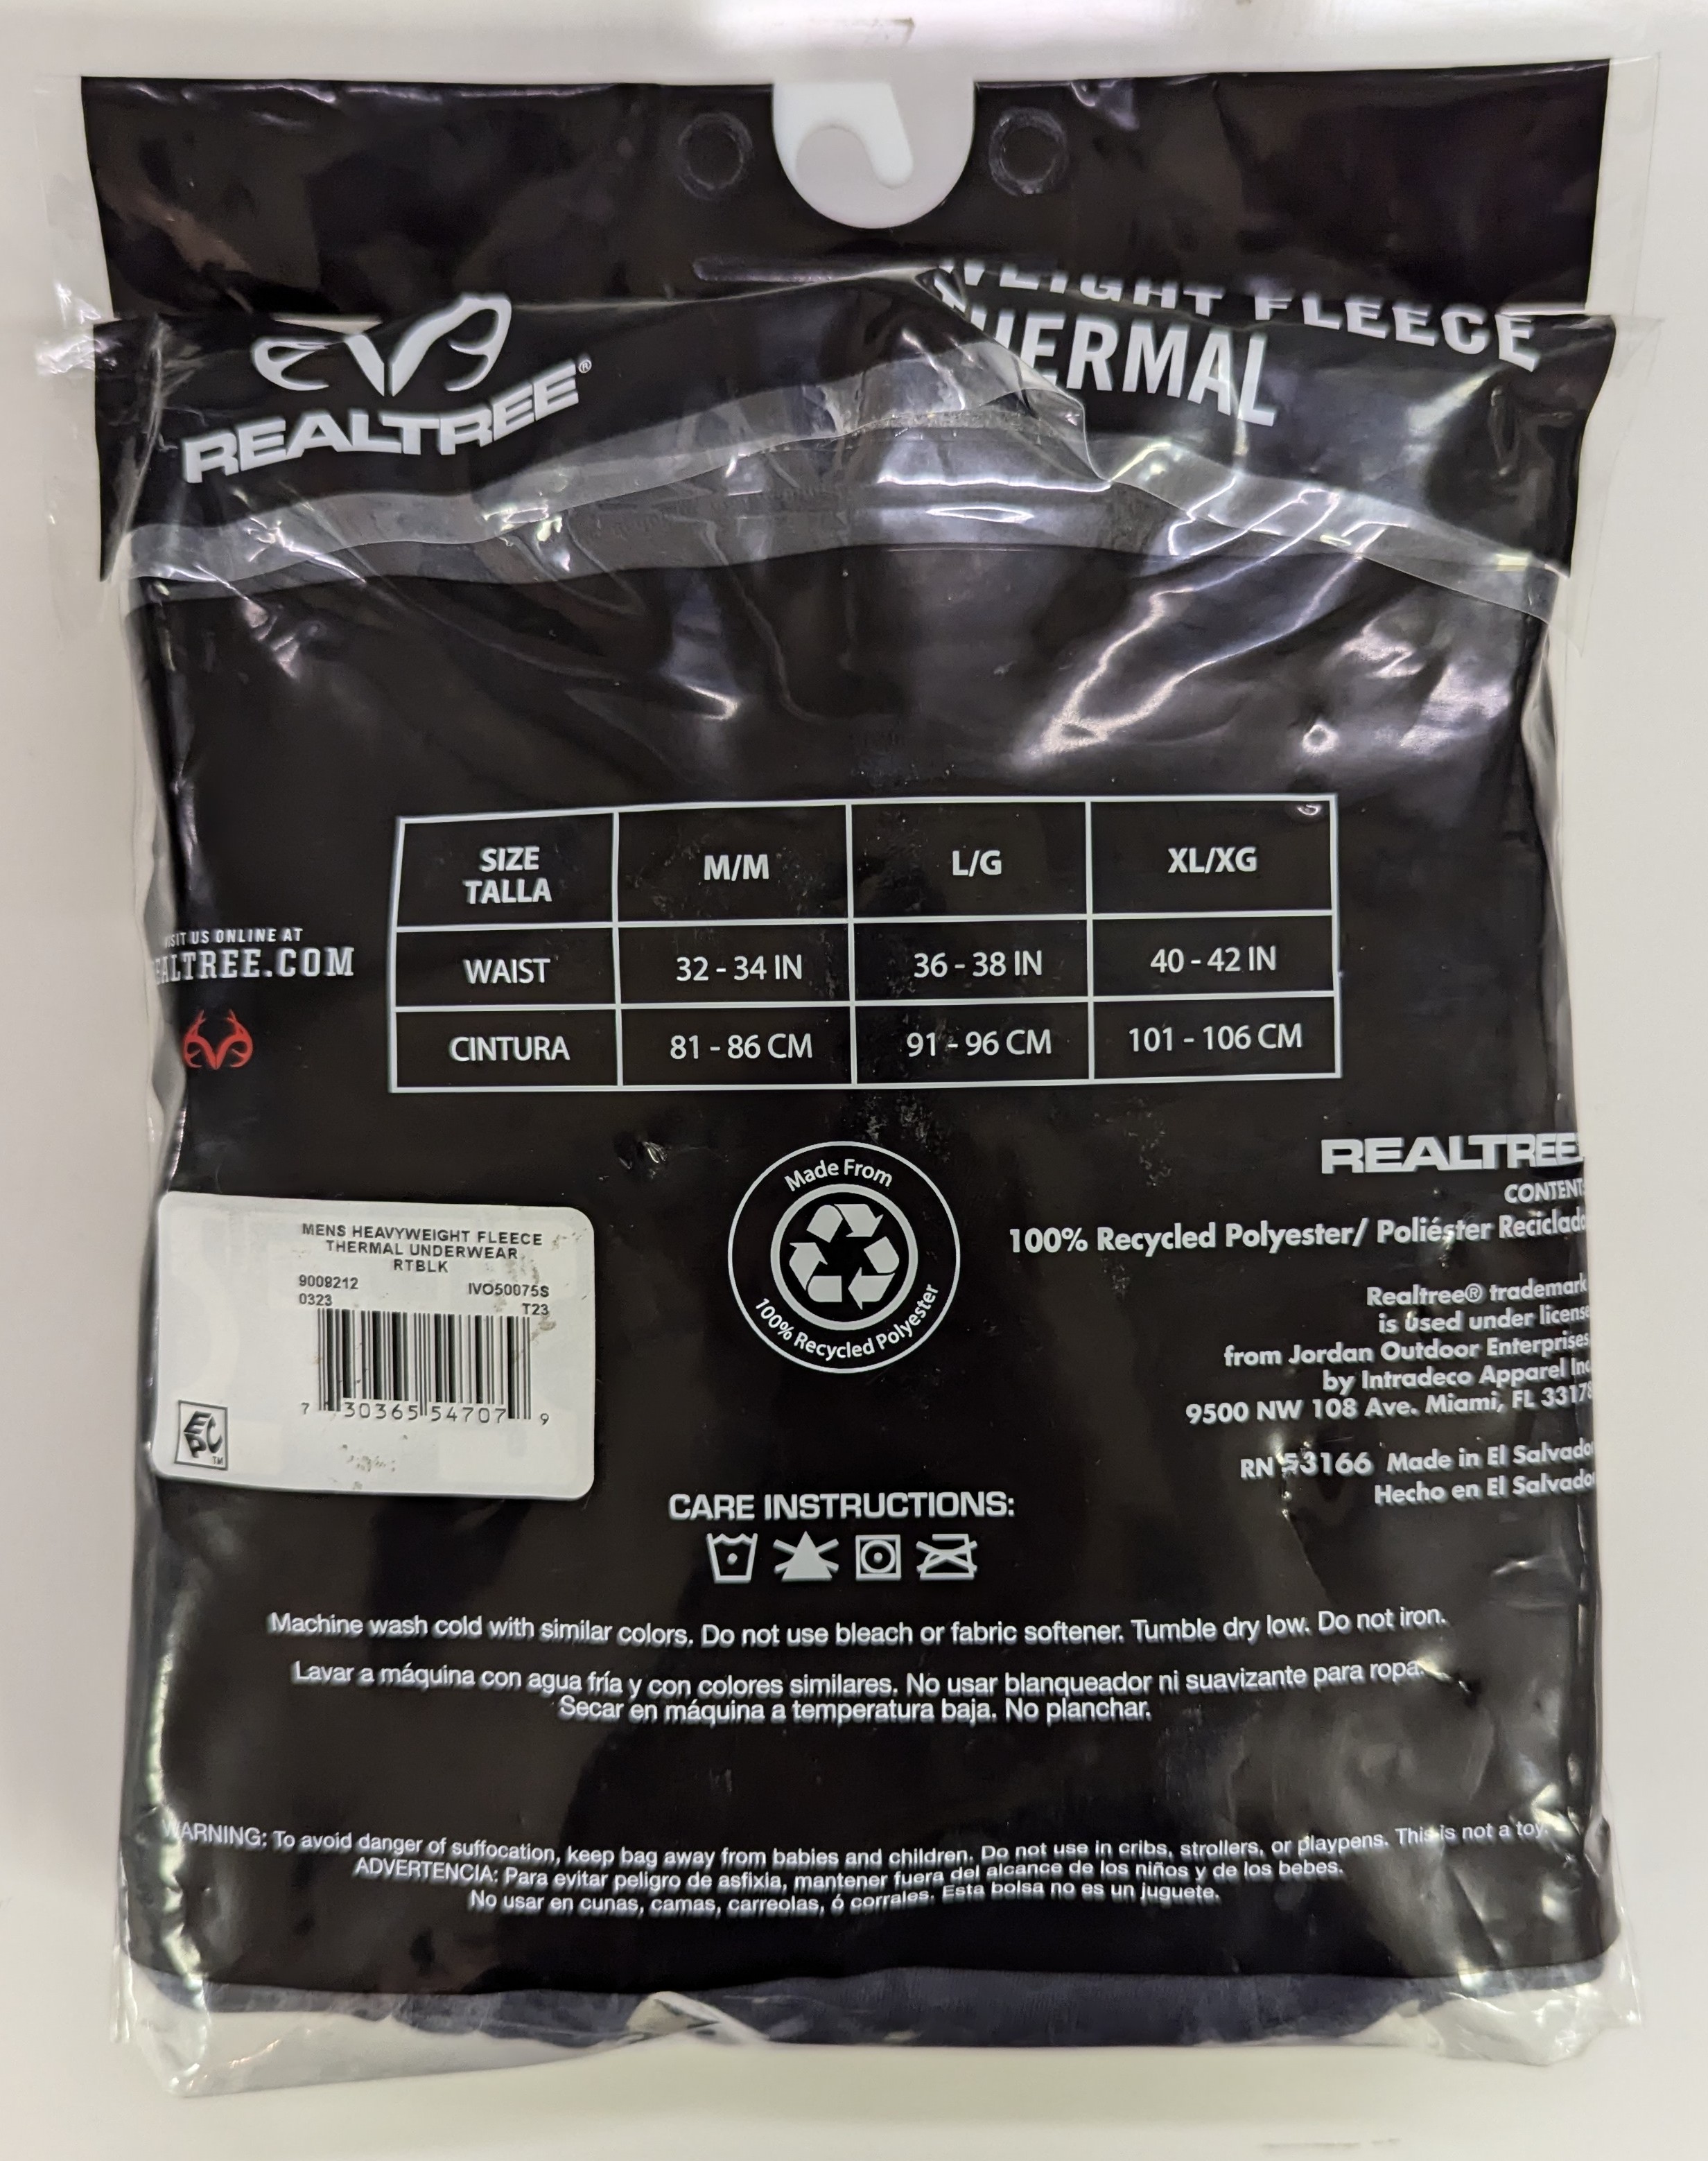 REALTREE®
WEIGHT FLEECE
THERMAL
SIZE
TALLA
M/M
L/G
XL/XG
WAIST
32 - 34 IN
36 - 38 IN
40 - 42 IN
CINTURA
81 - 86 CM
91 - 96 CM
101 - 106 CM
ISIT US ONLINE AT
EALTREE.COM
MENS HEAVYWEIGHT FLEECE
THERMAL UNDERWEAR
RTBLK
9008212 IVO50075S
0323 T23
7 30365 54707 9
EPC TM
Made From
100% Recycled Polyester
REALTREE
CONTENT:
100% Recycled Polyester/ Poliéster Reciclado
Realtree® trademark
is used under license
from Jordan Outdoor Enterprises
by Intradeco Apparel Inc
9500 NW 108 Ave. Miami, FL 33178
RN 53166 Made in El Salvador
Hecho en El Salvador
CARE INSTRUCTIONS:
Machine wash cold with similar colors. Do not use bleach or fabric softener. Tumble dry low. Do not iron.
Lavar a máquina con agua fría y con colores similares. No usar blanqueador ni suavizante para ropa.
Secar en máquina a temperatura baja. No planchar.
WARNING: To avoid danger of suffocation, keep bag away from babies and children. Do not use in cribs, strollers, or playpens. This is not a toy.
ADVERTENCIA: Para evitar peligro de asfixia, mantener fuera del alcance de los niños y de los bebes.
No usar en cunas, camas, carreolas, ó corrales. Esta bolsa no es un juguete.